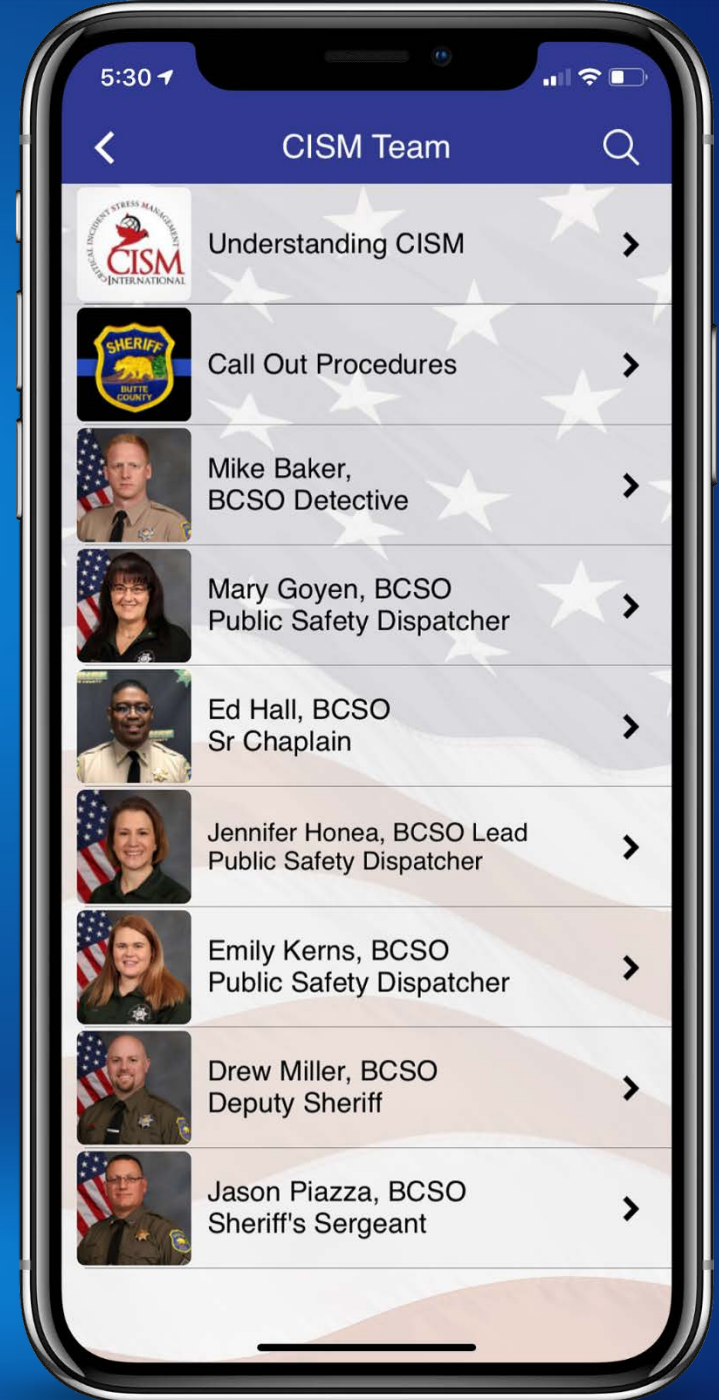 5:30
CISM Team
CRITICAL INCIDENT STRESS MANAGEMENT
CISM
INTERNATIONAL
Understanding CISM
SHERIFF
BUTTE
COUNTY
Call Out Procedures
Mike Baker,
BCSO Detective
Mary Goyen, BCSO
Public Safety Dispatcher
Ed Hall, BCSO
Sr Chaplain
Jennifer Honea, BCSO Lead
Public Safety Dispatcher
Emily Kerns, BCSO
Public Safety Dispatcher
Drew Miller, BCSO
Deputy Sheriff
Jason Piazza, BCSO
Sheriff's Sergeant